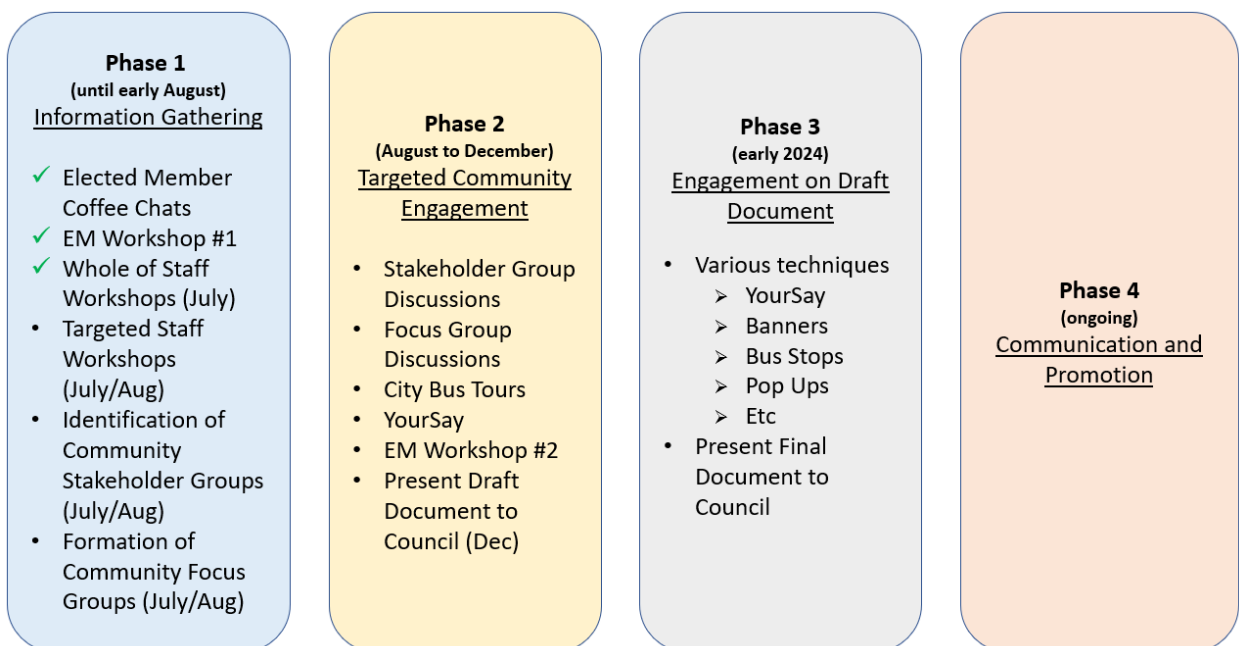 Phase 1
(until early August)
Information Gathering
✓ Elected Member
Coffee Chats
✓ EM Workshop #1
✓ Whole of Staff
Workshops (July)
• Targeted Staff
Workshops
(July/Aug)
• Identification of
Community
Stakeholder Groups
(July/Aug)
• Formation of
Community Focus
Groups (July/Aug)
Phase 2
(August to December)
Targeted Community
Engagement
• Stakeholder Group
Discussions
• Focus Group
Discussions
• City Bus Tours
• YourSay
• EM Workshop #2
• Present Draft
Document to
Council (Dec)
Phase 3
(early 2024)
Engagement on Draft
Document
• Various techniques
➢ YourSay
➢ Banners
➢ Bus Stops
➢ Pop Ups
➢ Etc
• Present Final
Document to
Council
Phase 4
(ongoing)
Communication and
Promotion